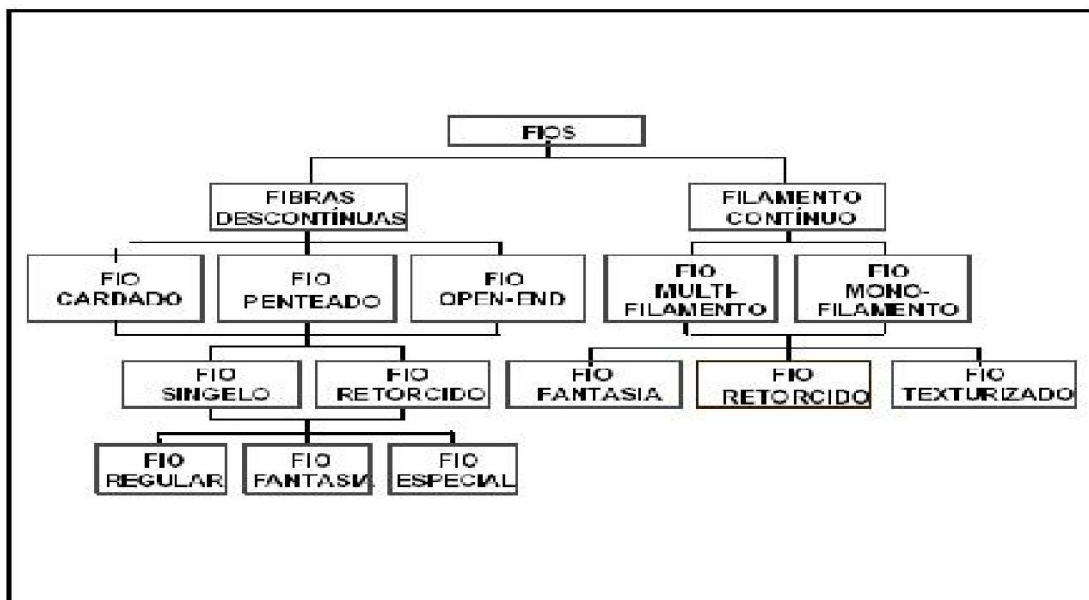 FIOS
FIBRAS
DESCONTÍNUAS
FILAMENTO
CONTÍNUO
FIO
CARDADO
FIO
PENTEADO
FIO
OPEN-END
FIO
MULTI-
FILAMENTO
FIO
MONO-
FILAMENTO
FIO
SINGELO
FIO
RETORCIDO
FIO
FANTASIA
FIO
RETORCIDO
FIO
TEXTURIZADO
FIO
REGULAR
FIO
FANTASIA
FIO
ESPECIAL